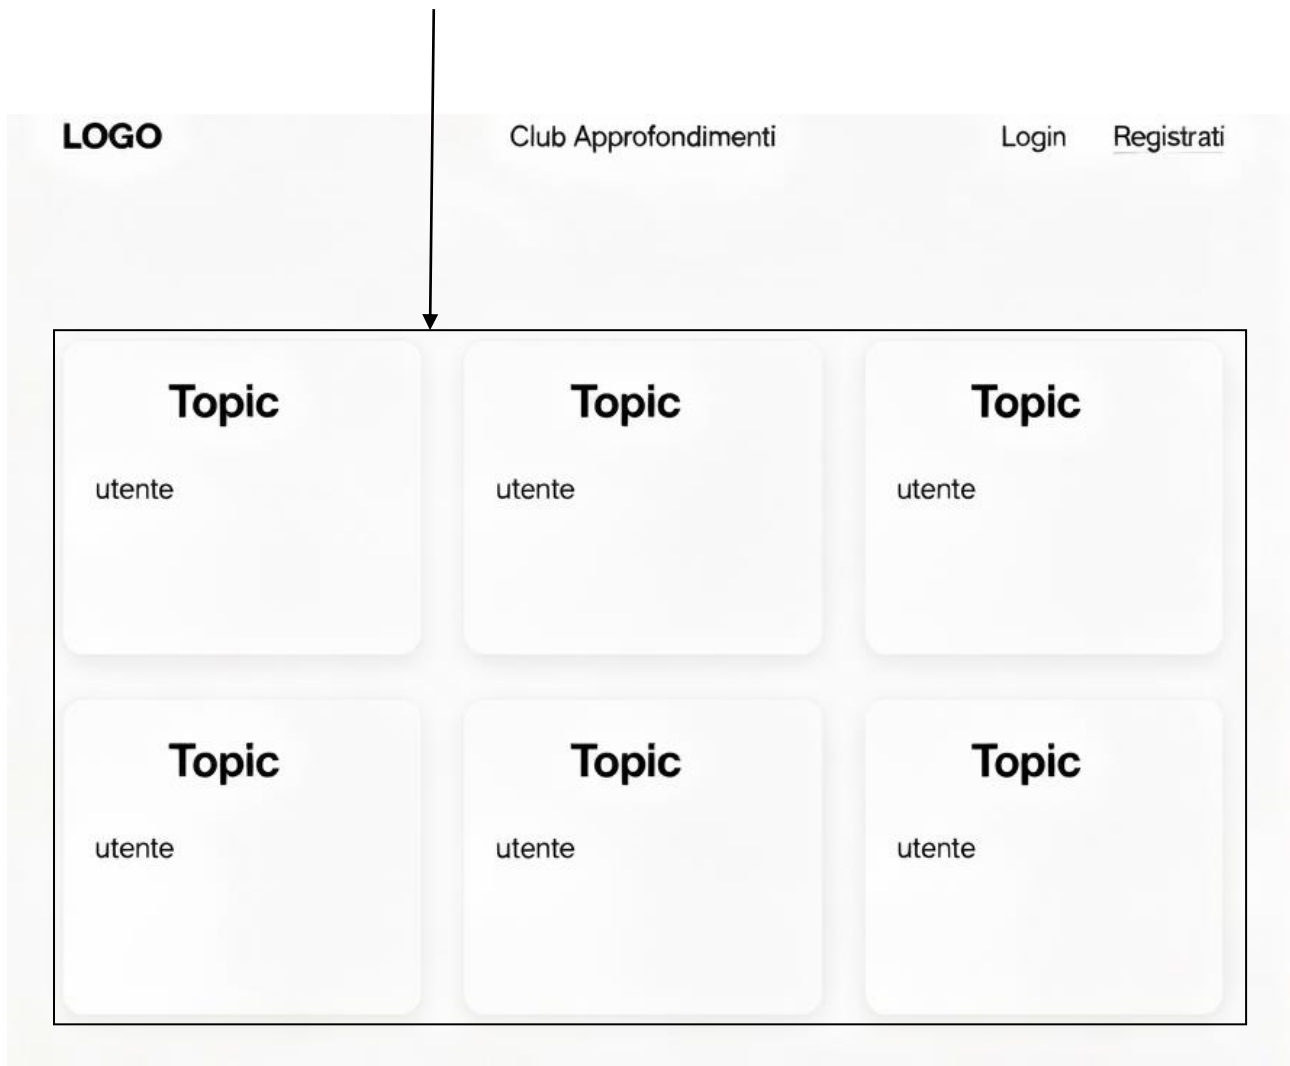 LOGO Club Approfondimenti Login Registrati
Topic Topic Topic
utente utente utente
Topic Topic Topic
utente utente utente